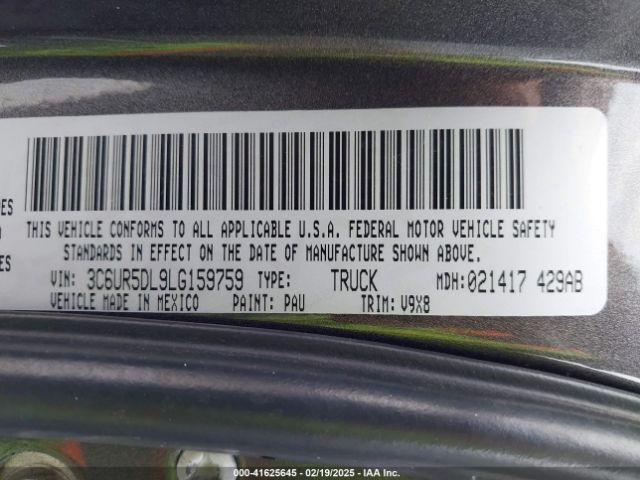 RES
THIS VEHICLE CONFORMS TO ALL APPLICABLE U.S.A. FEDERAL MOTOR VEHICLE SAFETY
STANDARDS IN EFFECT ON THE DATE OF MANUFACTURE SHOWN ABOVE.
ES
VIN: 3C6UR5DL9LG159759 TYPE: TRUCK MDH:021417 429AB
VEHICLE MADE IN MEXICO PAINT: PAU TRIM: V9X8
000-41625645 - 02/19/2025 - IAA Inc.